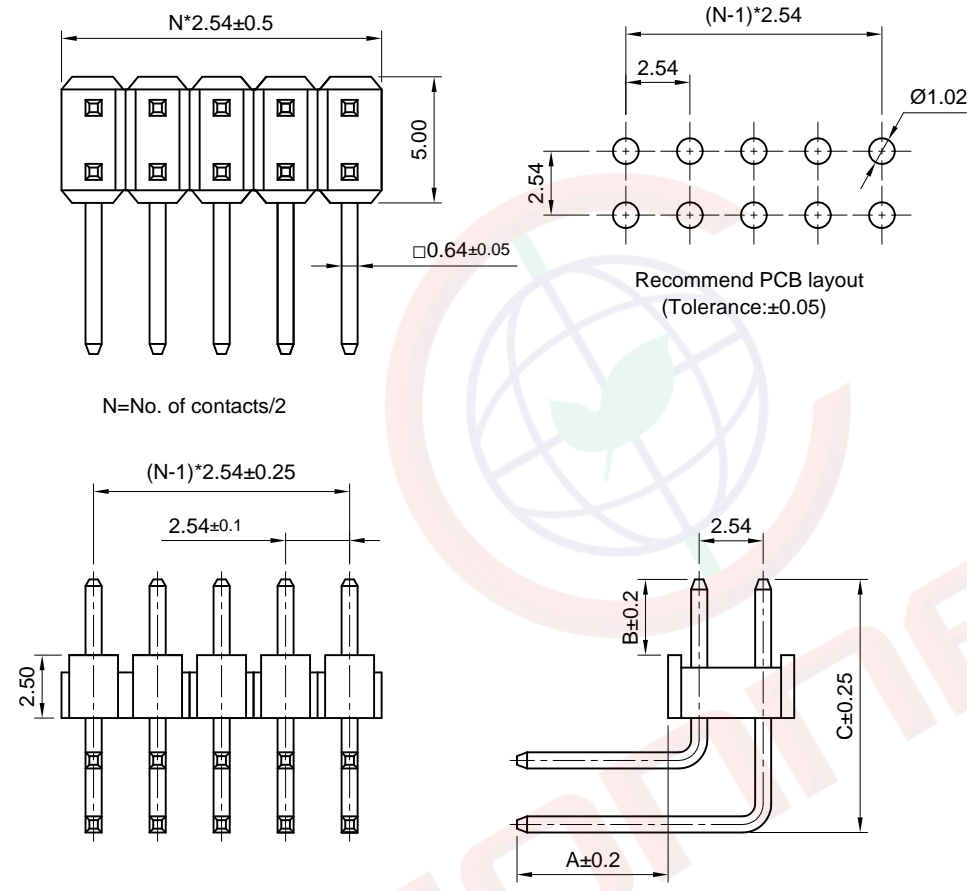 N*2.54±0.5
(N-1)*2.54
2.54
Ø1.02
5.00
2.54
□0.64±0.05
Recommend PCB layout
(Tolerance:±0.05)
N=No. of contacts/2
(N-1)*2.54±0.25
2.54±0.1
2.54
B±0.2
2.50
C±0.25
A±0.2